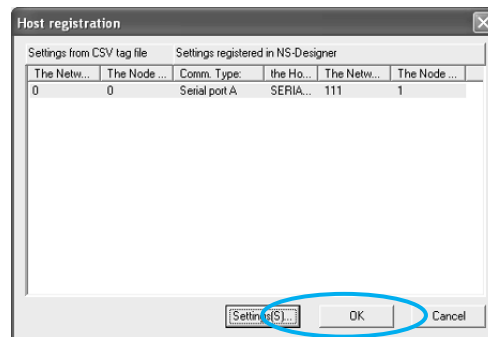 Host registration
Settings from CSV tag file Settings registered in NS-Designer
The Netw... The Node ... Comm. Type: the Ho... The Netw... The Node ...
0 0 Serial port A SERIA... 111 1
Settings(S)... OK Cancel